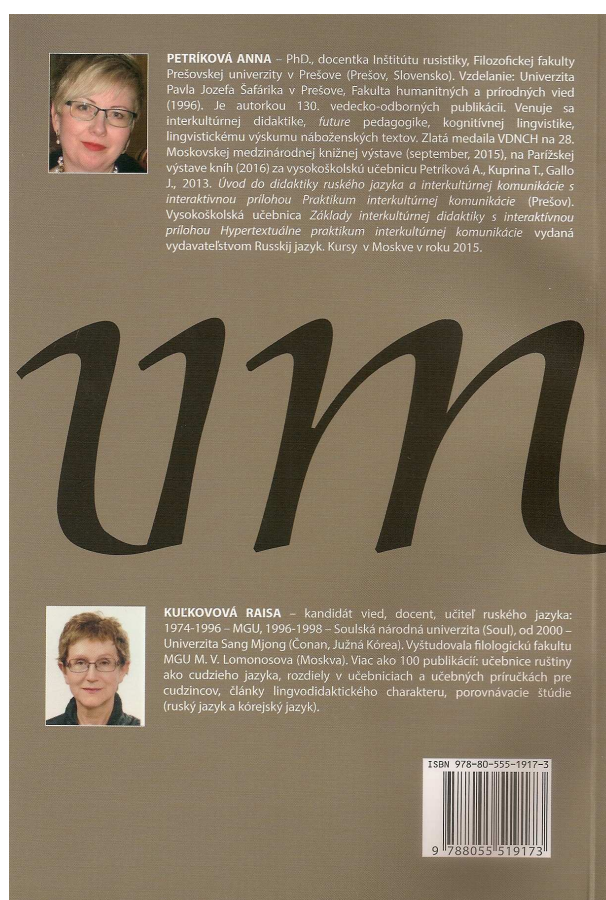 PETRÍKOVÁ ANNA – PhD., docentka Inštitútu rusistiky, Filozofickej fakulty
Prešovskej univerzity v Prešove (Prešov, Slovensko). Vzdelanie: Univerzita
Pavla Jozefa Šafárika v Prešove, Fakulta humanitných a prírodných vied
(1996). Je autorkou 130. vedecko-odborných publikácii. Venuje sa
interkultúrnej didaktike, future pedagogike, kognitívnej lingvistike,
lingvistickému výskumu náboženských textov. Zlatá medaila VDNCH na 28.
Moskovskej medzinárodnej knižnej výstave (september, 2015), na Parížskej
výstave kníh (2016) za vysokoškolskú učebnicu Petríková A., Kuprina T., Gallo
J., 2013. Úvod do didaktiky ruského jazyka a interkultúrnej komunikácie s
interaktívnou prílohou Praktikum interkultúrnej komunikácie (Prešov).
Vysokoškolská učebnica Základy interkultúrnej didaktiky s interaktívnou
prílohou Hypertextuálne praktikum interkultúrnej komunikácie vydaná
vydavateľstvom Russkij jazyk. Kursy v Moskve v roku 2015.
um
KUĽKOVOVÁ RAISA – kandidát vied, docent, učiteľ ruského jazyka:
1974-1996 – MGU, 1996-1998 – Soulská národná univerzita (Soul), od 2000 –
Univerzita Sang Mjong (Čonan, Južná Kórea). Vyštudovala filologickú fakultu
MGU M. V. Lomonosova (Moskva). Viac ako 100 publikácií: učebnice ruštiny
ako cudzieho jazyka, rozdiely v učebniciach a učebných príručkách pre
cudzincov, články lingvodidaktického charakteru, porovnávacie štúdie
(ruský jazyk a kórejský jazyk).
ISBN 978-80-555-1917-3
9 788055 519173